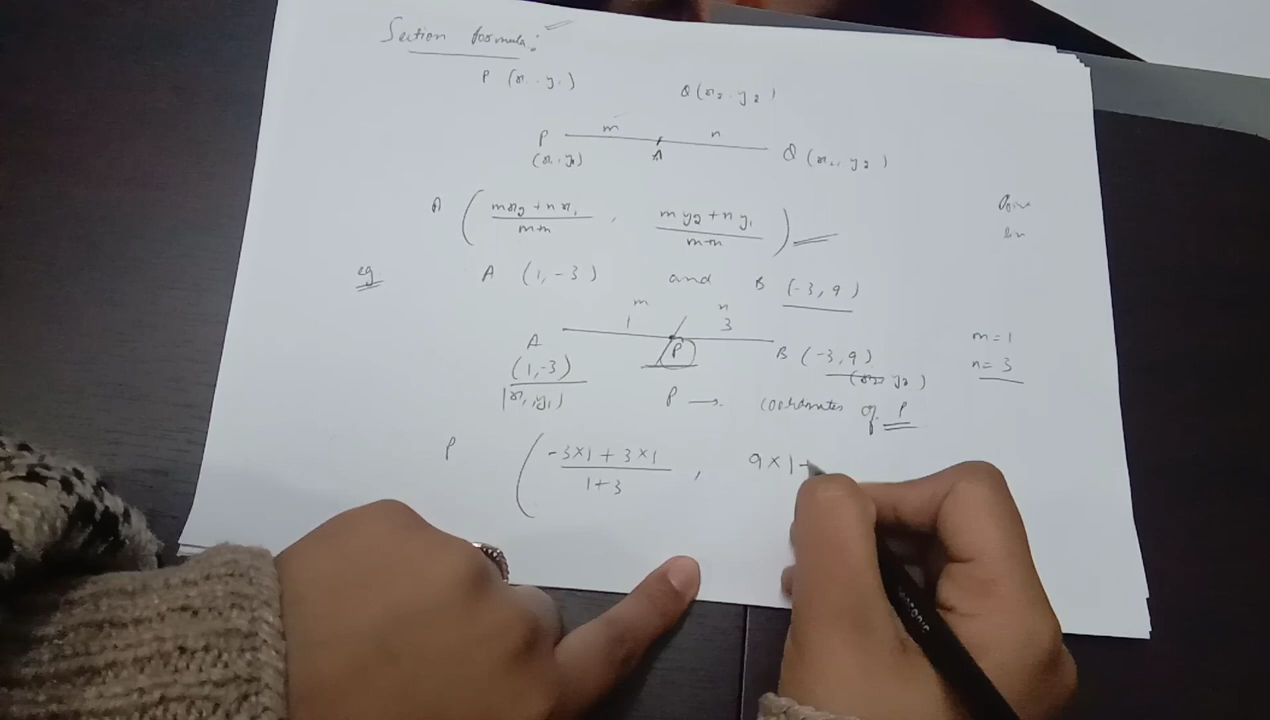 Section formula:
P (x1, y1) Q(x2, y2)
m n
P A Q (x2, y2)
(x1, y1)
A ( mx2 + nx1 / m+n , my2 + ny1 / m+n )
eg A (1, -3) and B (-3, 9)
m n
1 3 m = 1
A P B (-3, 9) n = 3
(1, -3) (x2, y2)
(x1, y1) P → coordinates of P
P ( -3×1 + 3×1 / 1+3 , 9×1+